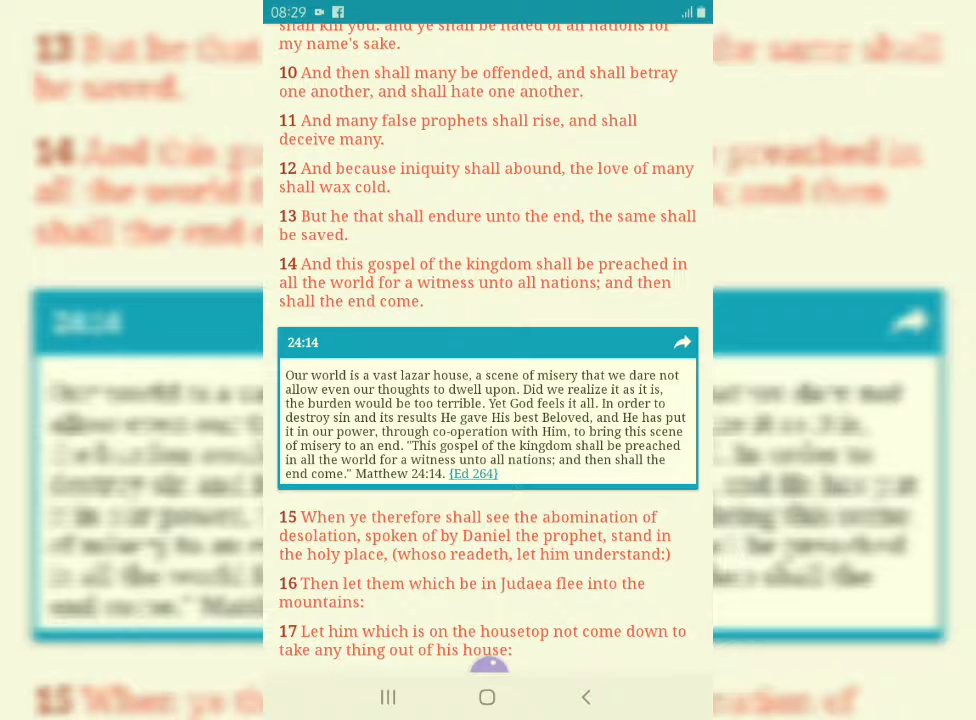 08:29
shall kill you: and ye shall be hated of all nations for
my name's sake.
10 And then shall many be offended, and shall betray
one another, and shall hate one another.
11 And many false prophets shall rise, and shall
deceive many.
12 And because iniquity shall abound, the love of many
shall wax cold.
13 But he that shall endure unto the end, the same shall
be saved.
14 And this gospel of the kingdom shall be preached in
all the world for a witness unto all nations; and then
shall the end come.
24:14
Our world is a vast lazar house, a scene of misery that we dare not
allow even our thoughts to dwell upon. Did we realize it as it is,
the burden would be too terrible. Yet God feels it all. In order to
destroy sin and its results He gave His best Beloved, and He has put
it in our power, through co-operation with Him, to bring this scene
of misery to an end. "This gospel of the kingdom shall be preached
in all the world for a witness unto all nations; and then shall the
end come." Matthew 24:14. {Ed 264}
15 When ye therefore shall see the abomination of
desolation, spoken of by Daniel the prophet, stand in
the holy place, (whoso readeth, let him understand:)
16 Then let them which be in Judaea flee into the
mountains:
17 Let him which is on the housetop not come down to
take any thing out of his house: